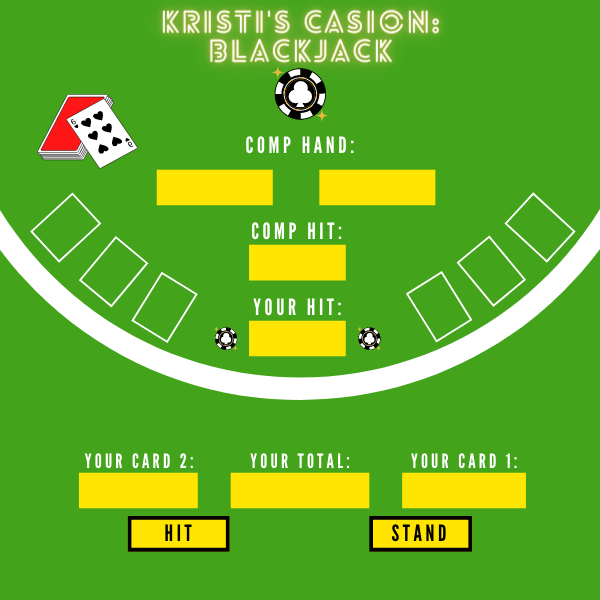 KRISTI'S CASION:
BLACKJACK
COMP HAND:
COMP HIT:
YOUR HIT:
YOUR CARD 2: YOUR TOTAL: YOUR CARD 1:
HIT STAND